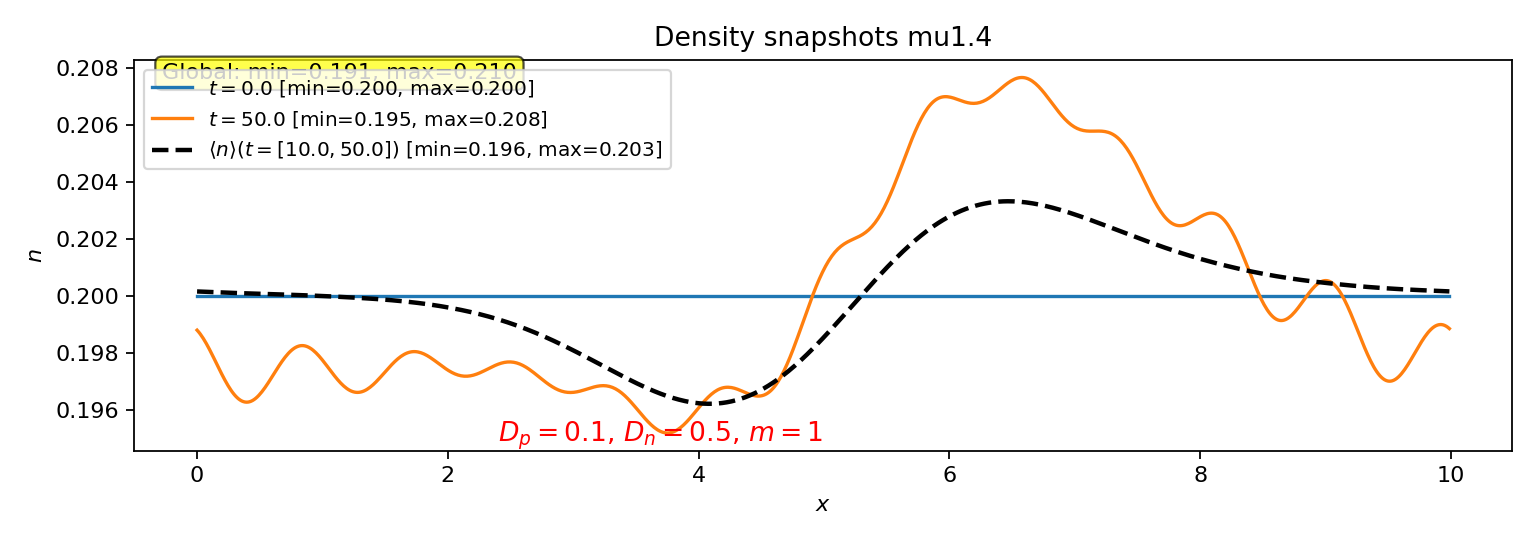 Density snapshots mu1.4
Global: min=0.191, max=0.210
t = 0.0 [min=0.200, max=0.200]
t = 50.0 [min=0.195, max=0.208]
⟨n⟩(t = [10.0, 50.0]) [min=0.196, max=0.203]
0.208
0.206
0.204
0.202
0.200
0.198
0.196
n
D_p = 0.1, D_n = 0.5, m = 1
0 2 4 6 8 10
x